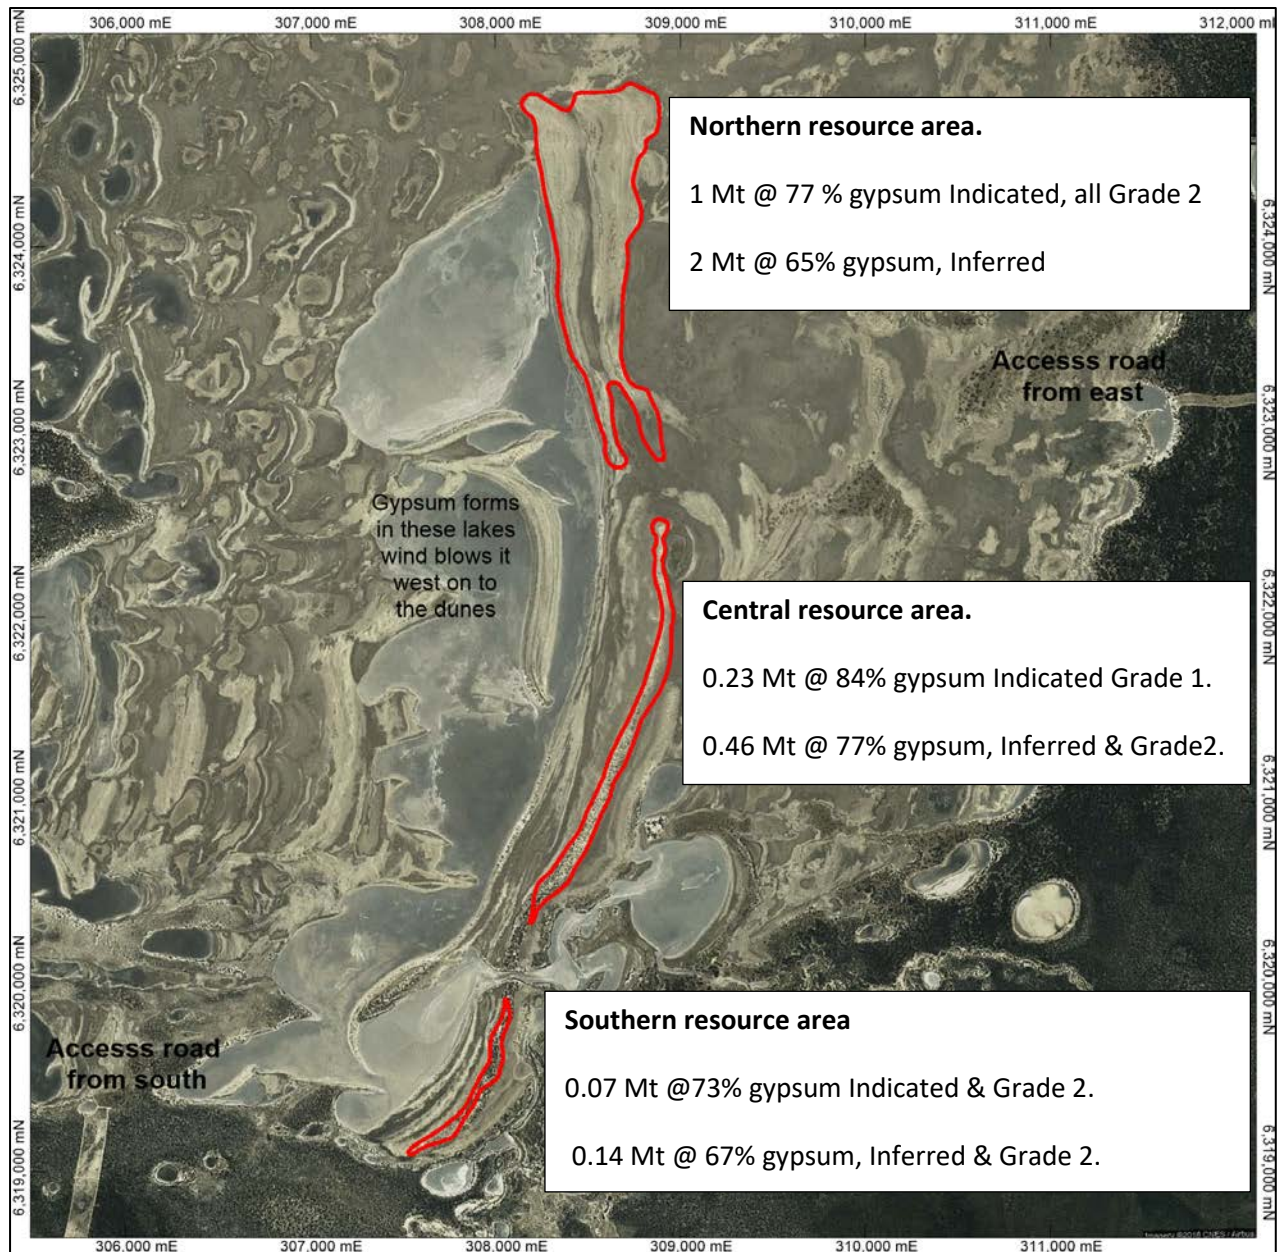 306,000 mE 307,000 mE 308,000 mE 309,000 mE 310,000 mE 311,000 mE 312,000 mE
6,325,000 mN
6,324,000 mN
6,323,000 mN
6,322,000 mN
6,321,000 mN
6,320,000 mN
6,319,000 mN
Northern resource area.
1 Mt @ 77 % gypsum Indicated, all Grade 2
2 Mt @ 65% gypsum, Inferred
Accesss road
from east
Gypsum forms
in these lakes
wind blows it
west on to
the dunes
Central resource area.
0.23 Mt @ 84% gypsum Indicated Grade 1.
0.46 Mt @ 77% gypsum, Inferred & Grade2.
Southern resource area
0.07 Mt @73% gypsum Indicated & Grade 2.
0.14 Mt @ 67% gypsum, Inferred & Grade 2.
Accesss road
from south
6,324,000 mN
6,323,000 mN
6,322,000 mN
6,321,000 mN
6,320,000 mN
6,319,000 mN
306,000 mE 307,000 mE 308,000 mE 309,000 mE 310,000 mE 311,000 mE